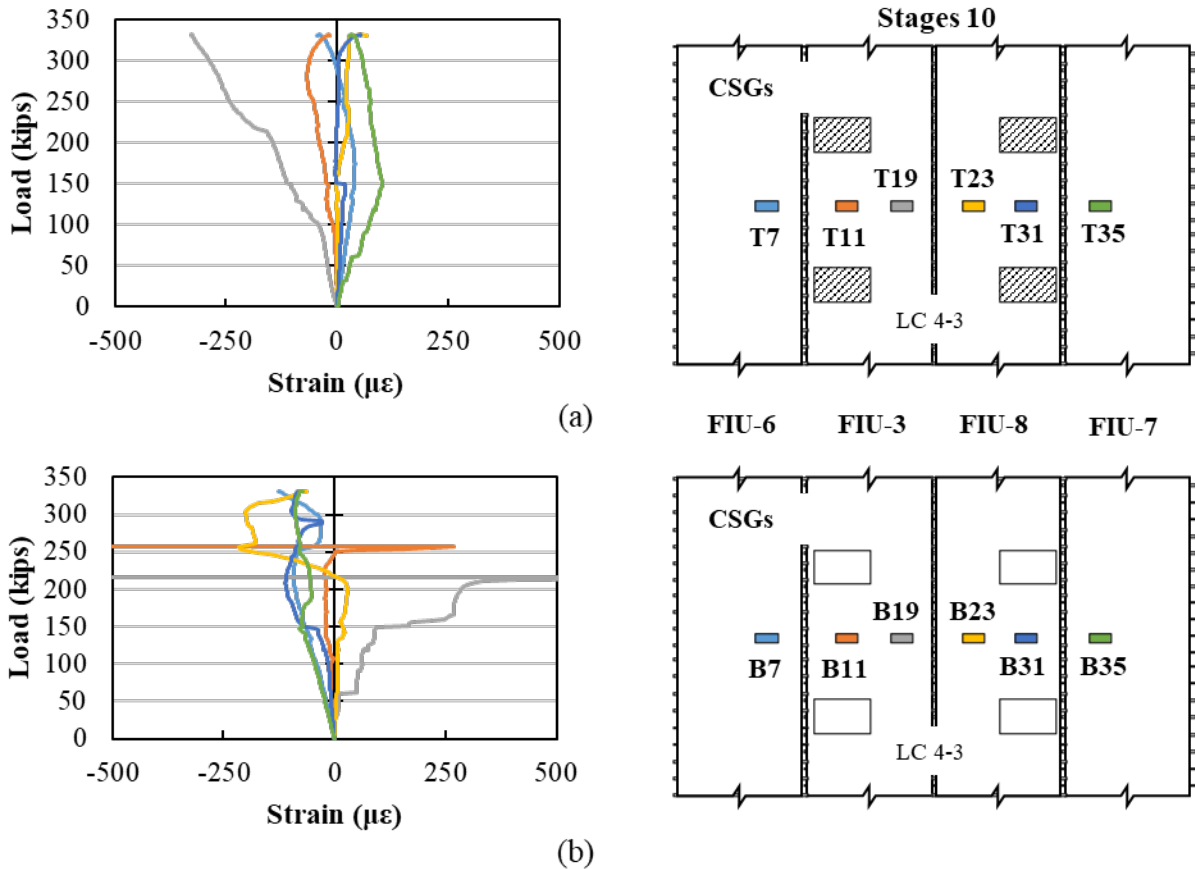 350
300
250
200
150
100
50
0
Load (kips)
-500 -250 0 250 500
Strain (µε)
(a)
Stages 10
CSGs
T19 T23
T7 T11 T31 T35
LC 4-3
FIU-6 FIU-3 FIU-8 FIU-7
350
300
250
200
150
100
50
0
Load (kips)
-500 -250 0 250 500
Strain (µε)
(b)
CSGs
B19 B23
B7 B11 B31 B35
LC 4-3